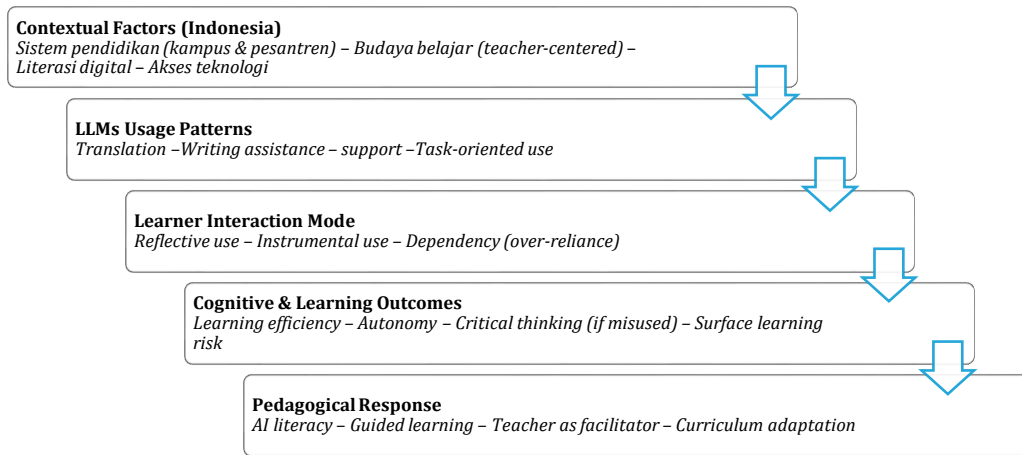 Contextual Factors (Indonesia)
Sistem pendidikan (kampus & pesantren) – Budaya belajar (teacher-centered) –
Literasi digital – Akses teknologi
LLMs Usage Patterns
Translation –Writing assistance – support –Task-oriented use
Learner Interaction Mode
Reflective use – Instrumental use – Dependency (over-reliance)
Cognitive & Learning Outcomes
Learning efficiency – Autonomy – Critical thinking (if misused) – Surface learning
risk
Pedagogical Response
AI literacy – Guided learning – Teacher as facilitator – Curriculum adaptation